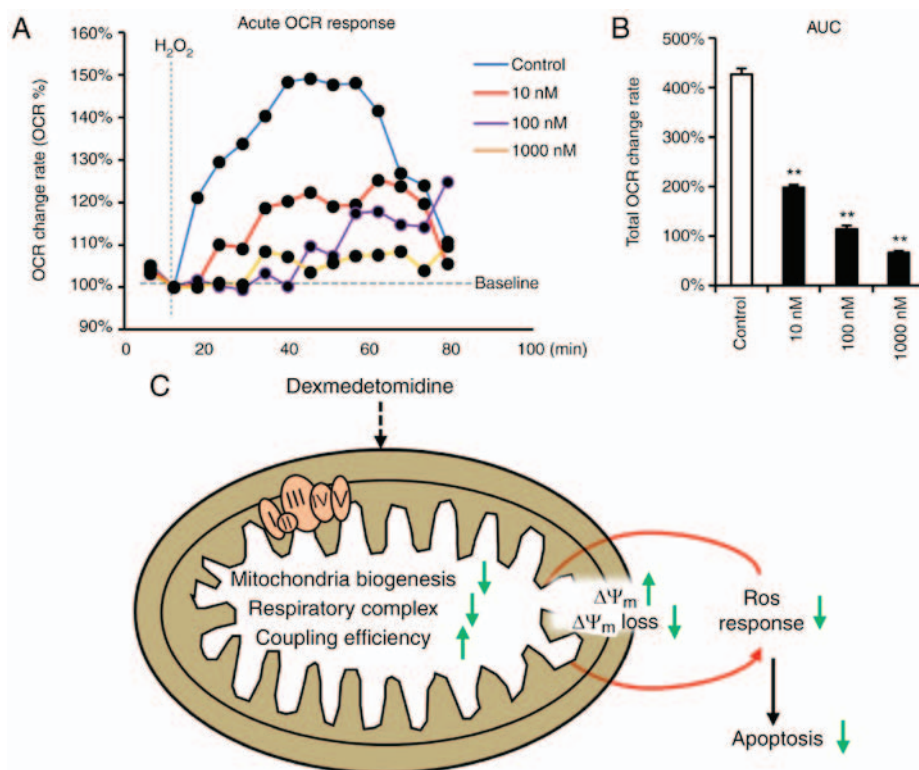 A
Acute OCR response
160%
150%
140%
130%
120%
110%
100%
90%
OCR change rate (OCR %)
H2O2
Control
10 nM
100 nM
1000 nM
Baseline
0
20
40
60
80
100 (min)
B
AUC
500%
400%
300%
200%
100%
0%
Total OCR change rate
**
**
**
Control
10 nM
100 nM
1000 nM
C
Dexmedetomidine
I
II
III
IV
V
Mitochondria biogenesis
Respiratory complex
Coupling efficiency
ΔΨm
ΔΨm loss
Ros
response
Apoptosis